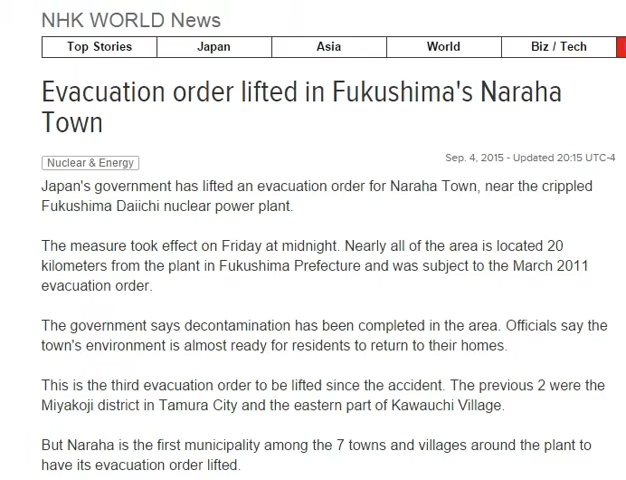 NHK WORLD News
Top Stories Japan Asia World Biz / Tech
Evacuation order lifted in Fukushima's Naraha
Town
Nuclear & Energy
Sep. 4, 2015 - Updated 20:15 UTC-4
Japan's government has lifted an evacuation order for Naraha Town, near the crippled
Fukushima Daiichi nuclear power plant.
The measure took effect on Friday at midnight. Nearly all of the area is located 20
kilometers from the plant in Fukushima Prefecture and was subject to the March 2011
evacuation order.
The government says decontamination has been completed in the area. Officials say the
town's environment is almost ready for residents to return to their homes.
This is the third evacuation order to be lifted since the accident. The previous 2 were the
Miyakoji district in Tamura City and the eastern part of Kawauchi Village.
But Naraha is the first municipality among the 7 towns and villages around the plant to
have its evacuation order lifted.